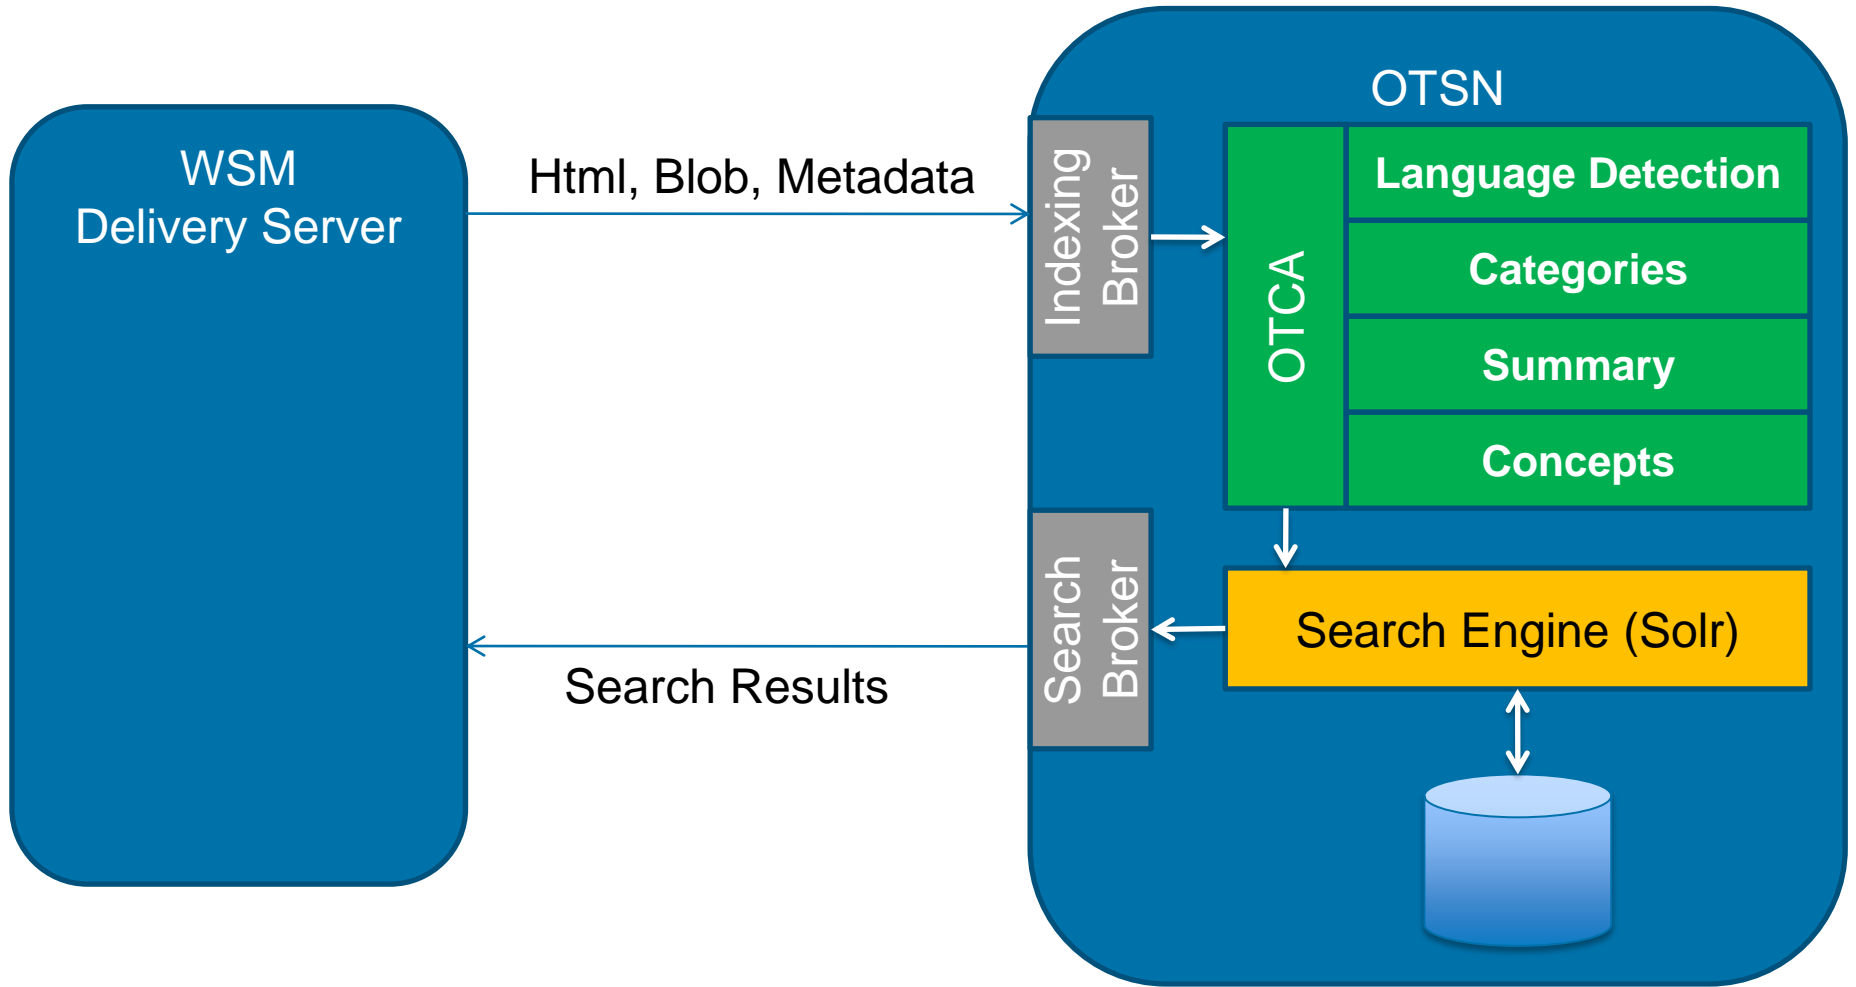 WSM
Delivery Server
Html, Blob, Metadata
Search Results
OTSN
Indexing
Broker
OTCA
Language Detection
Categories
Summary
Concepts
Search
Broker
Search Engine (Solr)